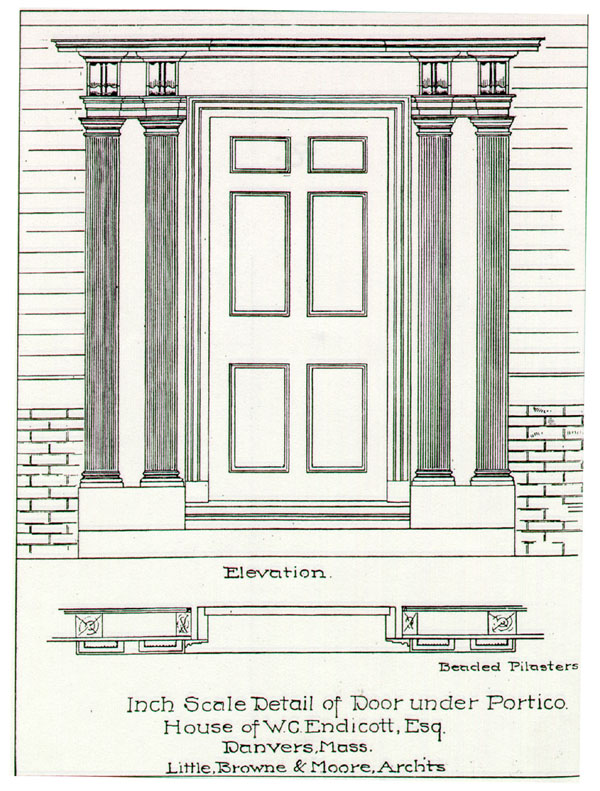 Elevation.
Beaded Pilasters
Inch Scale Detail of Door under Portico.
House of W.C. Endicott, Esq.
Danvers, Mass.
Little, Browne & Moore, Archts